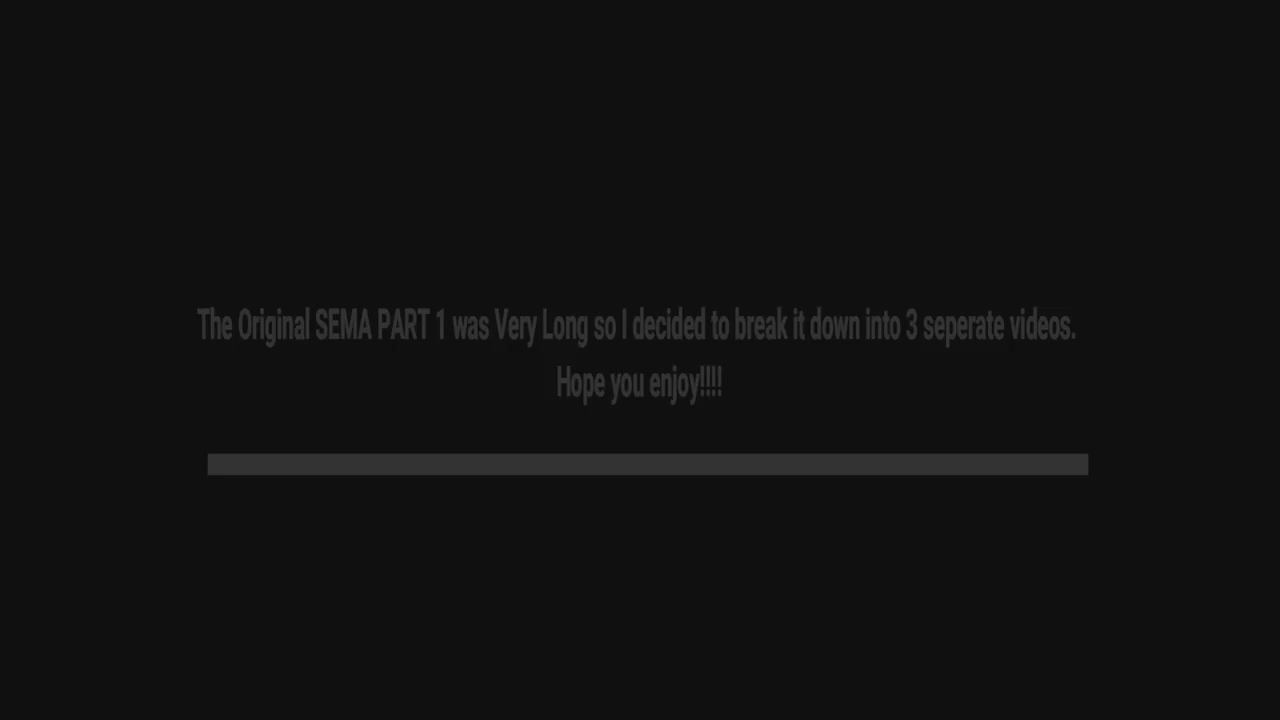 The Original SEMA PART 1 was Very Long so I decided to break it down into 3 seperate videos.
Hope you enjoy!!!!